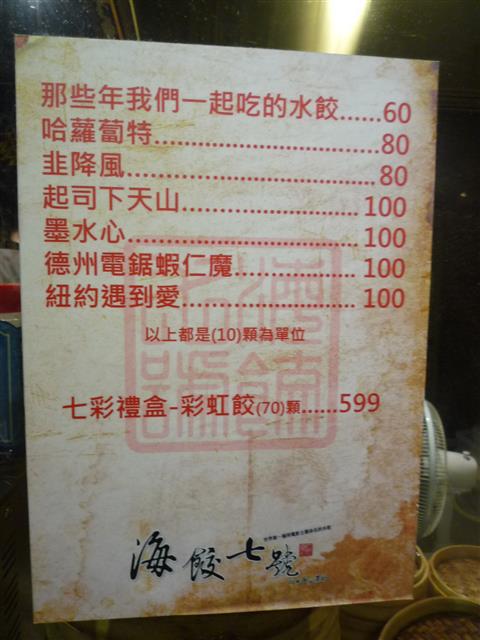 那些年我們一起吃的水餃......60
哈蘿蔔特................................80
韭降風....................................80
起司下天山......................... 100
墨水心................................. 100
德州電鋸蝦仁魔................. 100
紐約遇到愛......................... 100
以上都是(10)顆為單位
七彩禮盒-彩虹餃(70)顆......599
海餃七號